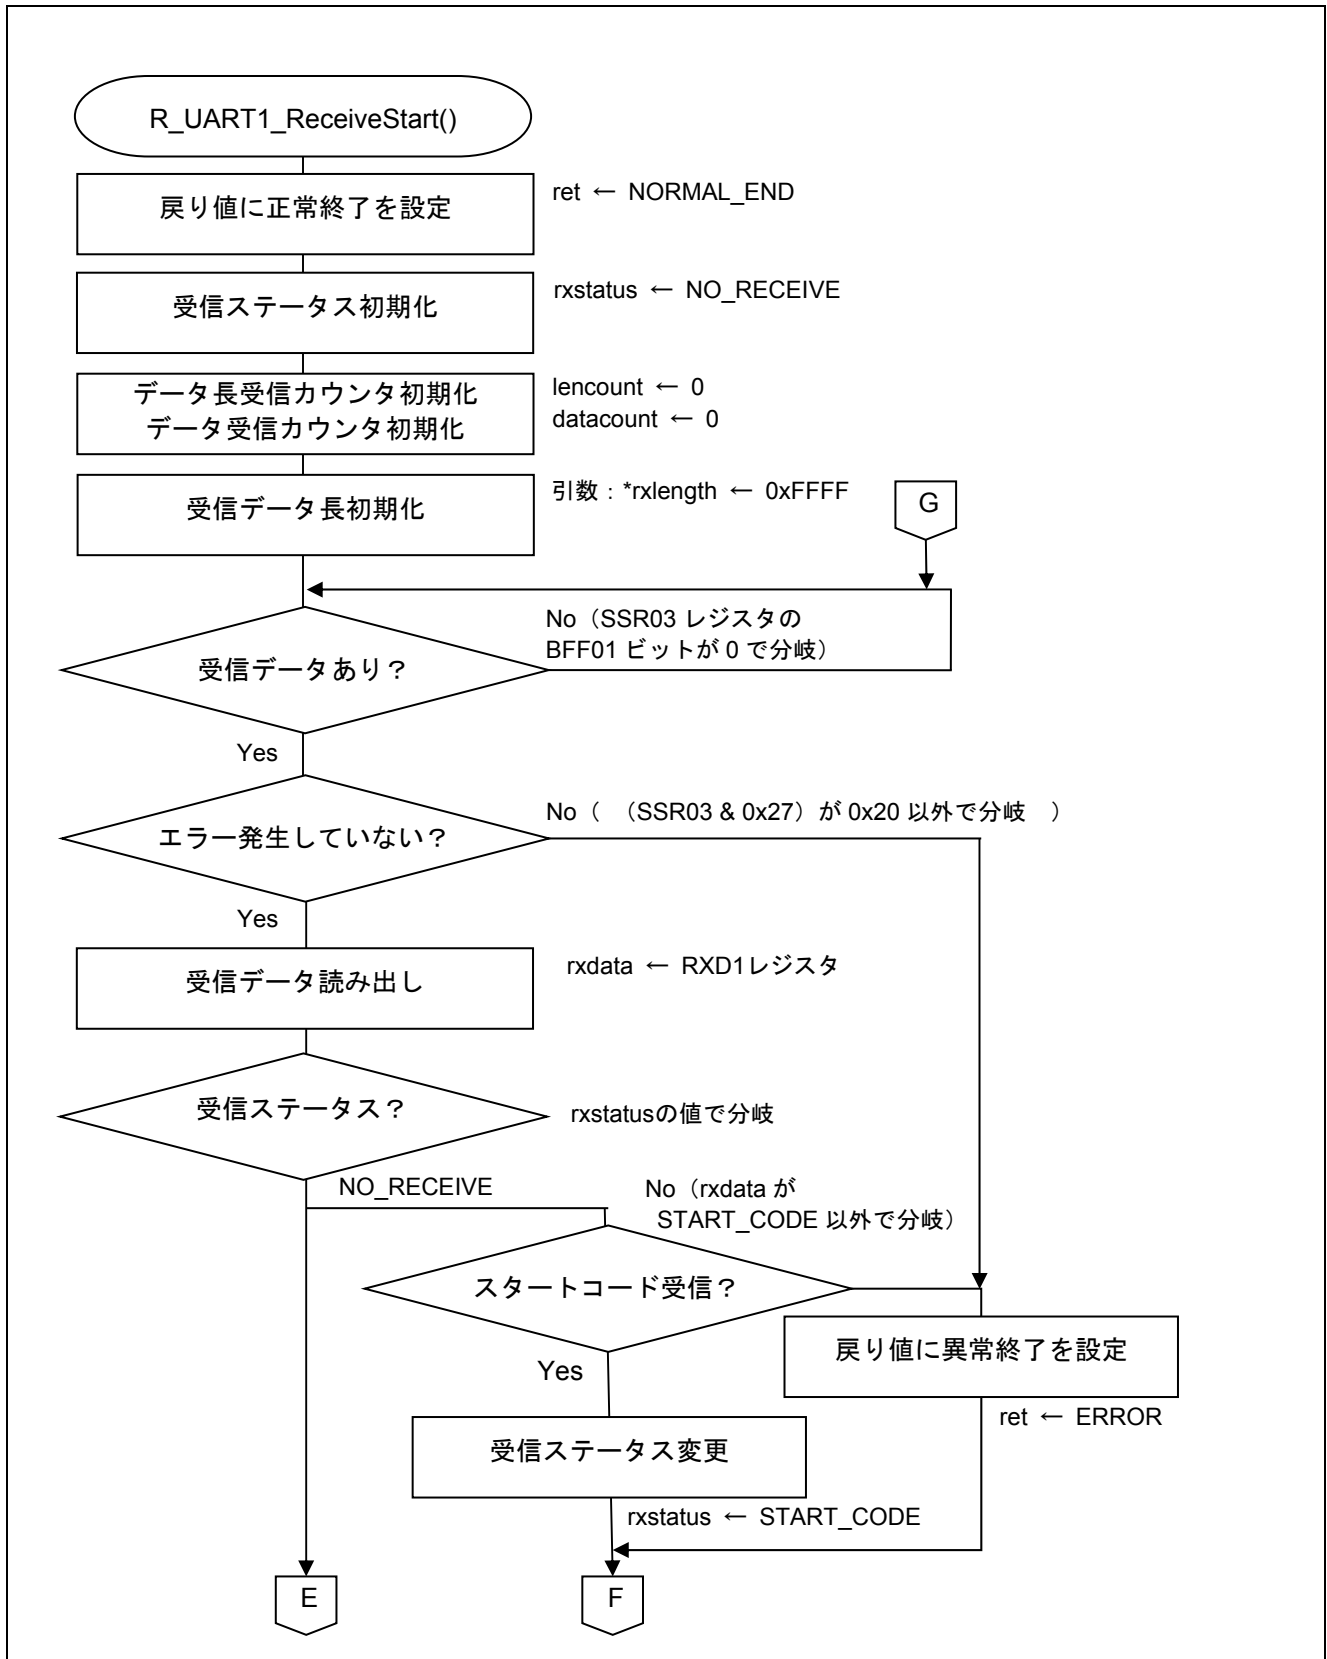 R_UART1_ReceiveStart()
戻り値に正常終了を設定
ret ← NORMAL_END
受信ステータス初期化
rxstatus ← NO_RECEIVE
データ長受信カウンタ初期化
データ受信カウンタ初期化
lencount ← 0
datacount ← 0
受信データ長初期化
引数：*rxlength ← 0xFFFF
G
受信データあり？
No（SSR03 レジスタの
BFF01 ビットが 0 で分岐）
Yes
エラー発生していない？
No（ （SSR03 & 0x27）が 0x20 以外で分岐 ）
Yes
受信データ読み出し
rxdata ← RXD1レジスタ
受信ステータス？
rxstatusの値で分岐
NO_RECEIVE
No（rxdata が
START_CODE 以外で分岐）
スタートコード受信？
戻り値に異常終了を設定
Yes
ret ← ERROR
受信ステータス変更
rxstatus ← START_CODE
E
F